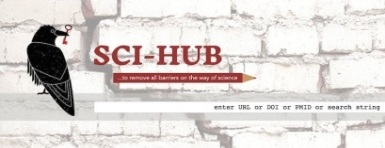 SCI-HUB
...to remove all barriers on the way of science
enter URL or DOI or PMID or search string